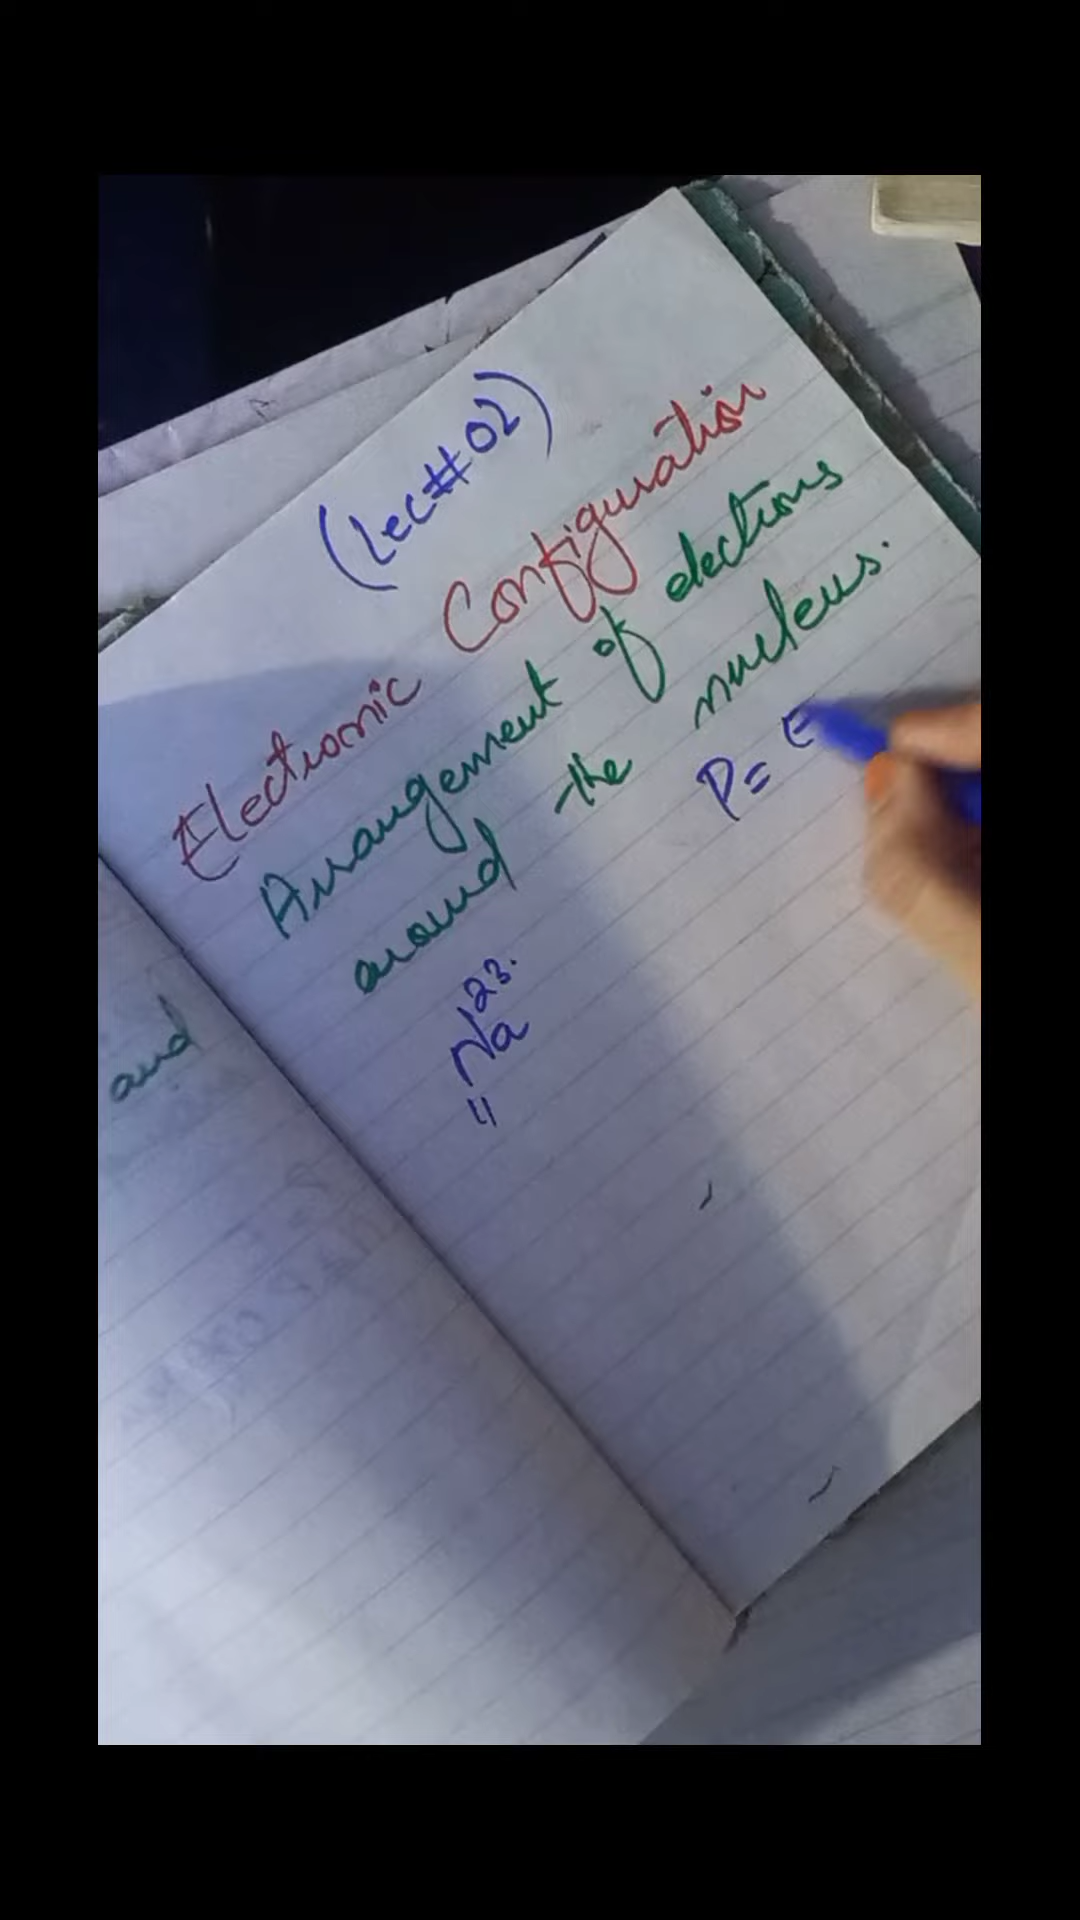 (Lec#02)
Electronic Configuration
Arrangement of electrons
around the nucleus.
P= E
23.
Na
11
and